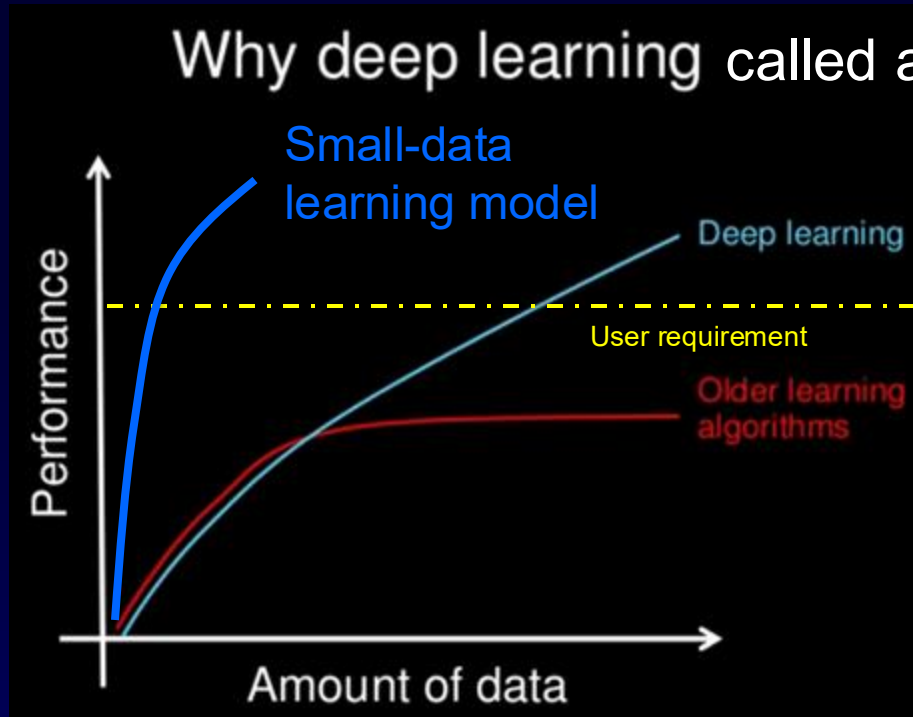 Why deep learning called a
Small-data
learning model
Deep learning
User requirement
Older learning
algorithms
Performance
Amount of data